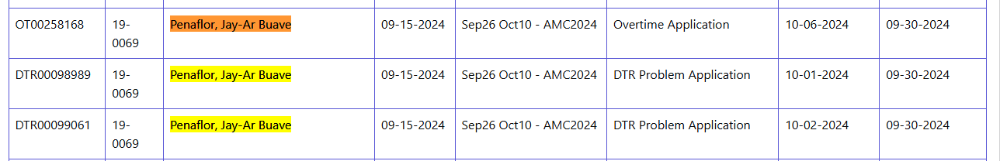 OT00258168 19-0069 Penaflor, Jay-Ar Buave 09-15-2024 Sep26 Oct10 - AMC2024 Overtime Application 10-06-2024 09-30-2024
DTR00098989 19-0069 Penaflor, Jay-Ar Buave 09-15-2024 Sep26 Oct10 - AMC2024 DTR Problem Application 10-01-2024 09-30-2024
DTR00099061 19-0069 Penaflor, Jay-Ar Buave 09-15-2024 Sep26 Oct10 - AMC2024 DTR Problem Application 10-02-2024 09-30-2024